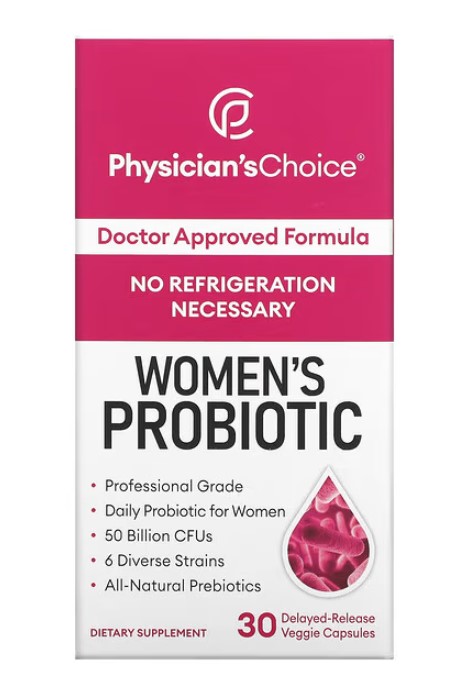 Physician'sChoice®
Doctor Approved Formula
NO REFRIGERATION
NECESSARY
WOMEN'S
PROBIOTIC
• Professional Grade
• Daily Probiotic for Women
• 50 Billion CFUs
• 6 Diverse Strains
• All-Natural Prebiotics
DIETARY SUPPLEMENT
30 Delayed-Release
Veggie Capsules